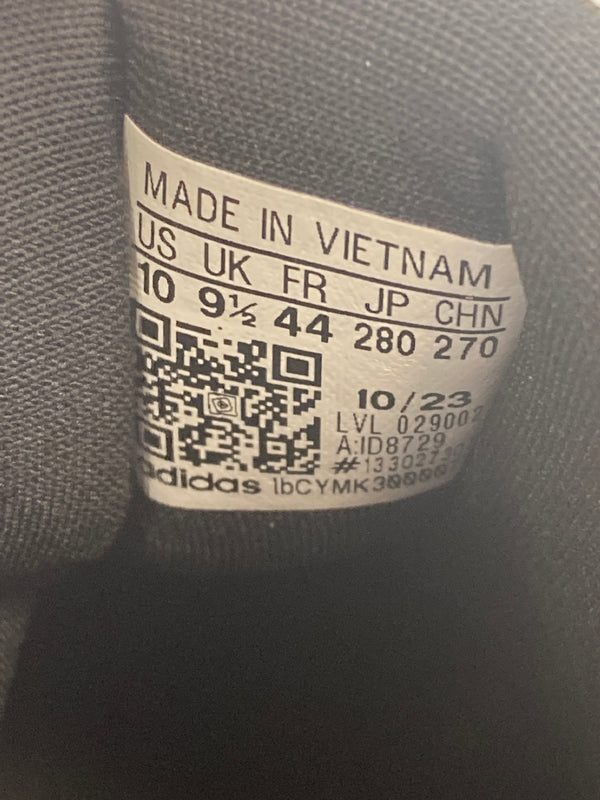 MADE IN VIETNAM
US UK FR JP CHN
10 9½ 44 280 270
10/23
LVL
A:ID8729
adidas